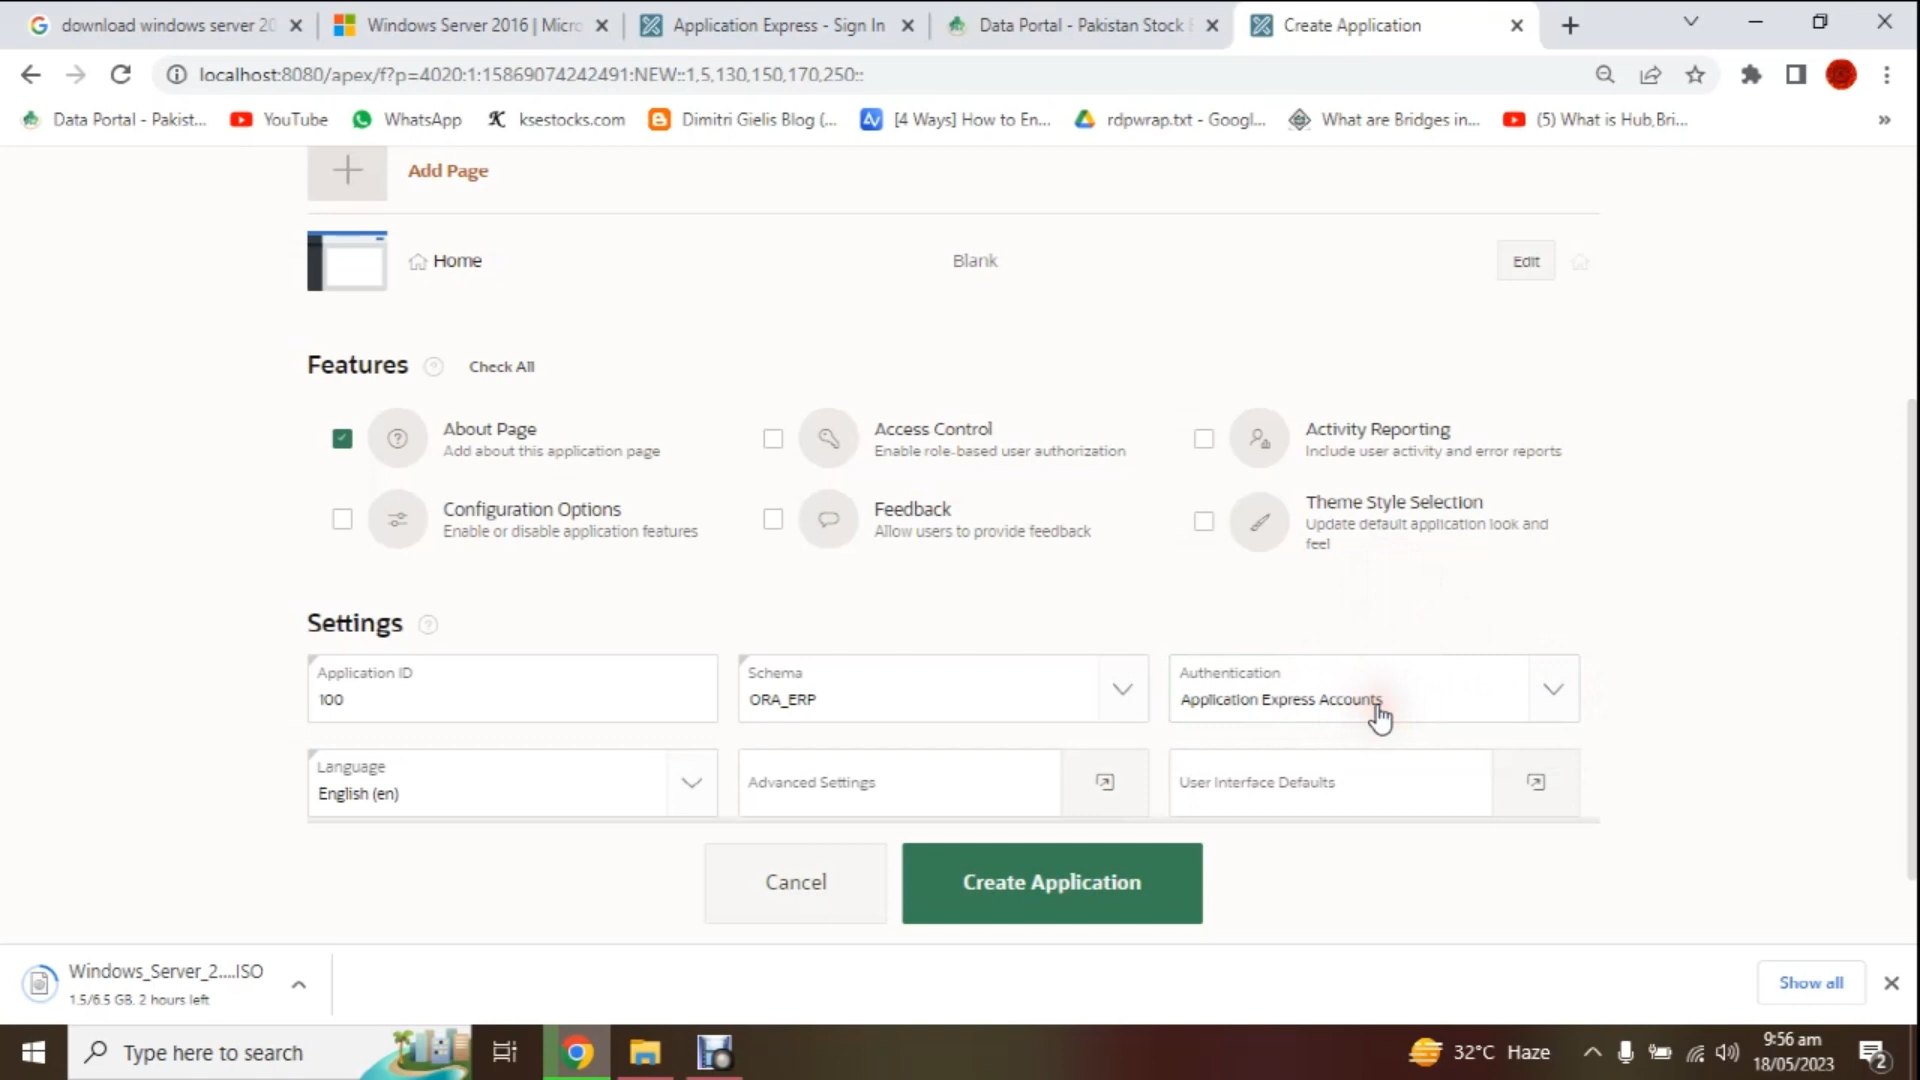 download windows server 20
Windows Server 2016 | Micro
Application Express - Sign In
Data Portal - Pakistan Stock E
Create Application
localhost:8080/apex/f?p=4020:1:15869074242491:NEW::1,5,130,150,170,250::
Data Portal - Pakist...
YouTube
WhatsApp
ksestocks.com
Dimitri Gielis Blog (...
[4 Ways] How to En...
rdpwrap.txt - Googl...
What are Bridges in...
(5) What is Hub,Bri...
»
Add Page
Home
Blank
Edit
Features
Check All
About Page
Add about this application page
Access Control
Enable role-based user authorization
Activity Reporting
Include user activity and error reports
Configuration Options
Enable or disable application features
Feedback
Allow users to provide feedback
Theme Style Selection
Update default application look and
feel
Settings
Application ID
100
Schema
ORA_ERP
Authentication
Application Express Accounts
Language
English (en)
Advanced Settings
User Interface Defaults
Cancel
Create Application
Windows_Server_2....ISO
1.5/6.5 GB, 2 hours left
Show all
Type here to search
32°C Haze
9:56 am
18/05/2023
2